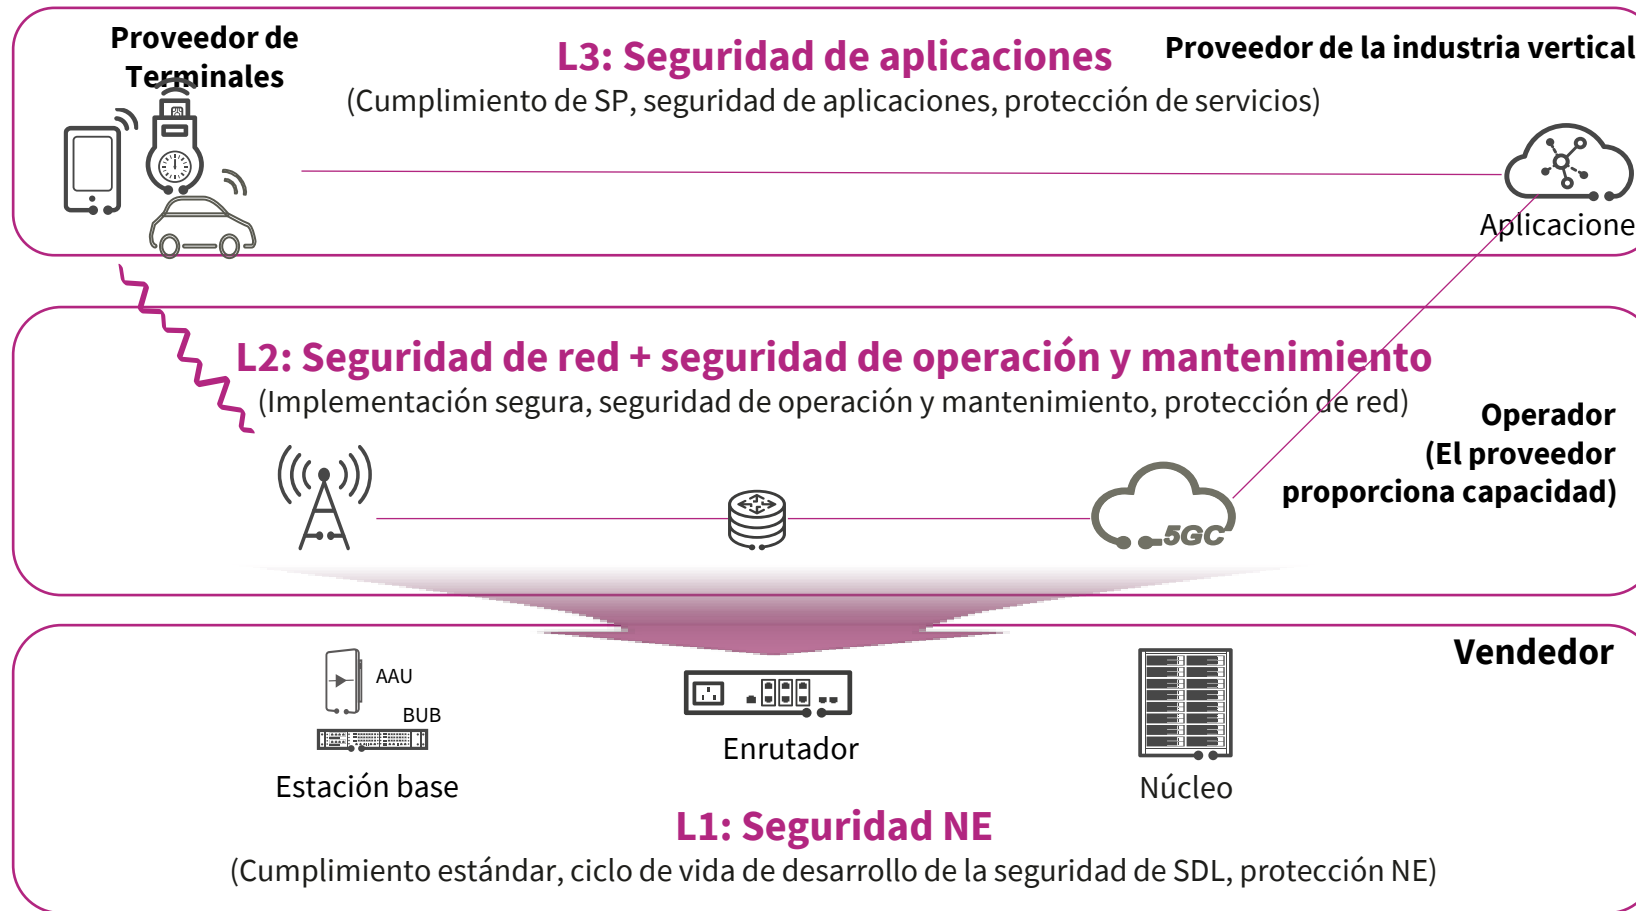 Proveedor de
Terminales
L3: Seguridad de aplicaciones
Proveedor de la industria vertical
(Cumplimiento de SP, seguridad de aplicaciones, protección de servicios)
Aplicacione
L2: Seguridad de red + seguridad de operación y mantenimiento
(Implementación segura, seguridad de operación y mantenimiento, protección de red)
Operador
(El proveedor
proporciona capacidad)
5GC
Vendedor
AAU
BUB
Estación base
Enrutador
Núcleo
L1: Seguridad NE
(Cumplimiento estándar, ciclo de vida de desarrollo de la seguridad de SDL, protección NE)